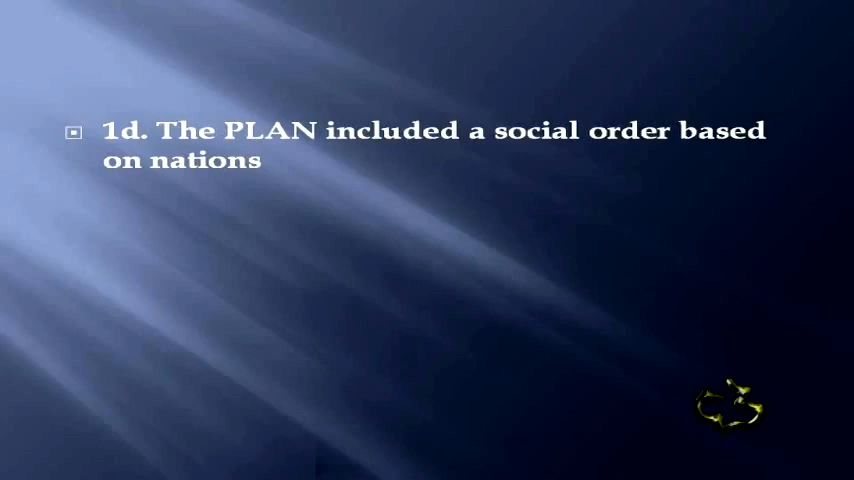 1d. The PLAN included a social order based
on nations